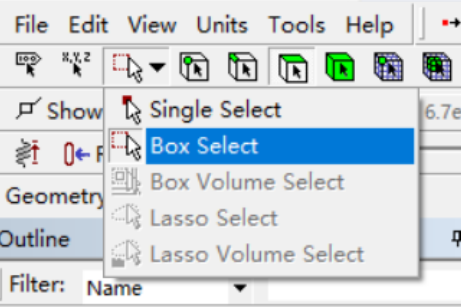 File Edit View Units Tools Help
X,Y,Z
Show
Single Select
6.7e
Box Select
Box Volume Select
Geometry
Lasso Select
Outline
Lasso Volume Select
Filter: Name